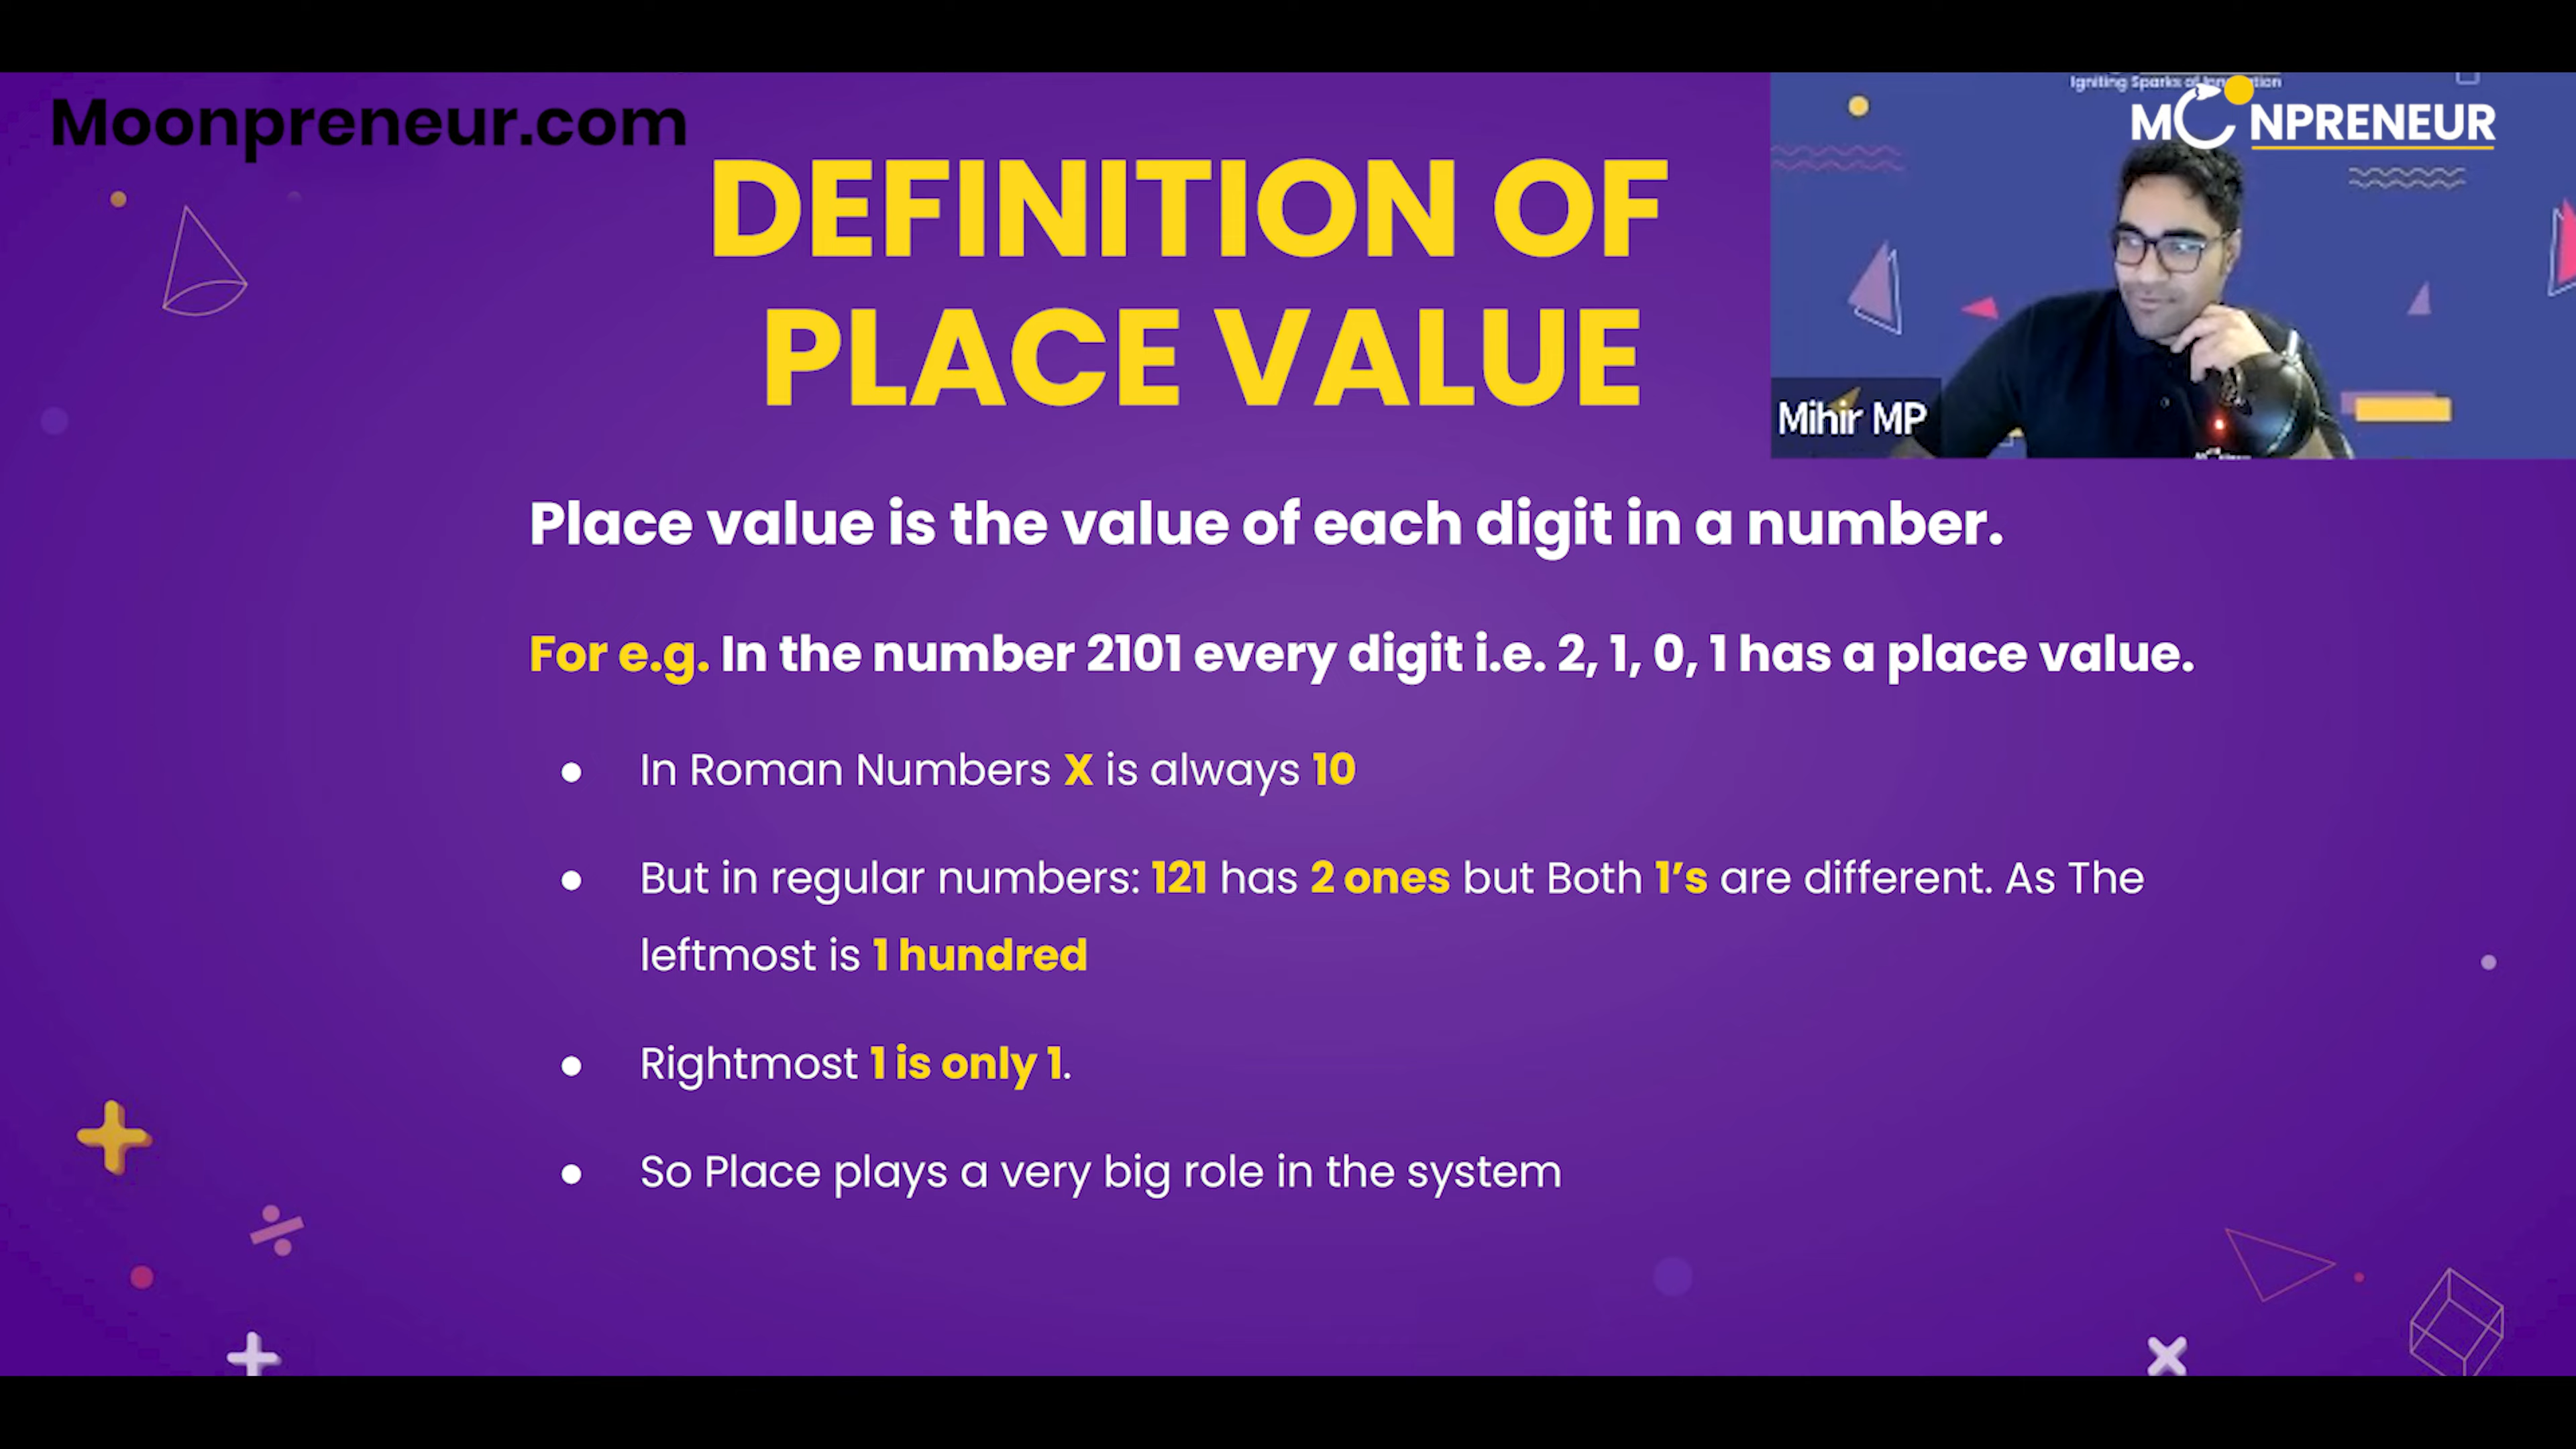 Moonpreneur.com
Igniting Sparks of
MOONPRENEUR
DEFINITION OF
PLACE VALUE
Mihir MP
Place value is the value of each digit in a number.
For e.g. In the number 2101 every digit i.e. 2, 1, 0, 1 has a place value.
● In Roman Numbers X is always 10
● But in regular numbers: 121 has 2 ones but Both 1’s are different. As The
leftmost is 1 hundred
● Rightmost 1 is only 1.
● So Place plays a very big role in the system